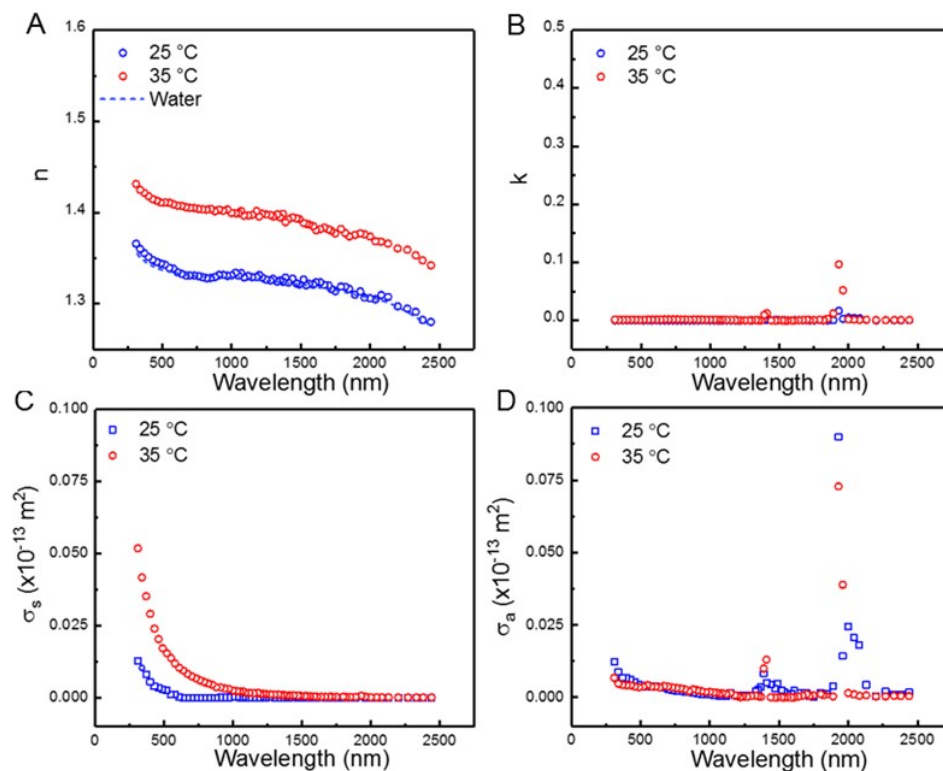 A
1.6
1.5
1.4
1.3
n
25 °C
35 °C
Water
0 500 1000 1500 2000 2500
Wavelength (nm)
B
0.5
0.4
0.3
0.2
0.1
0.0
k
25 °C
35 °C
0 500 1000 1500 2000 2500
Wavelength (nm)
C
0.100
0.075
0.050
0.025
0.000
σs (x10-13 m2)
25 °C
35 °C
0 500 1000 1500 2000 2500
Wavelength (nm)
D
0.100
0.075
0.050
0.025
0.000
σa (x10-13 m2)
25 °C
35 °C
0 500 1000 1500 2000 2500
Wavelength (nm)